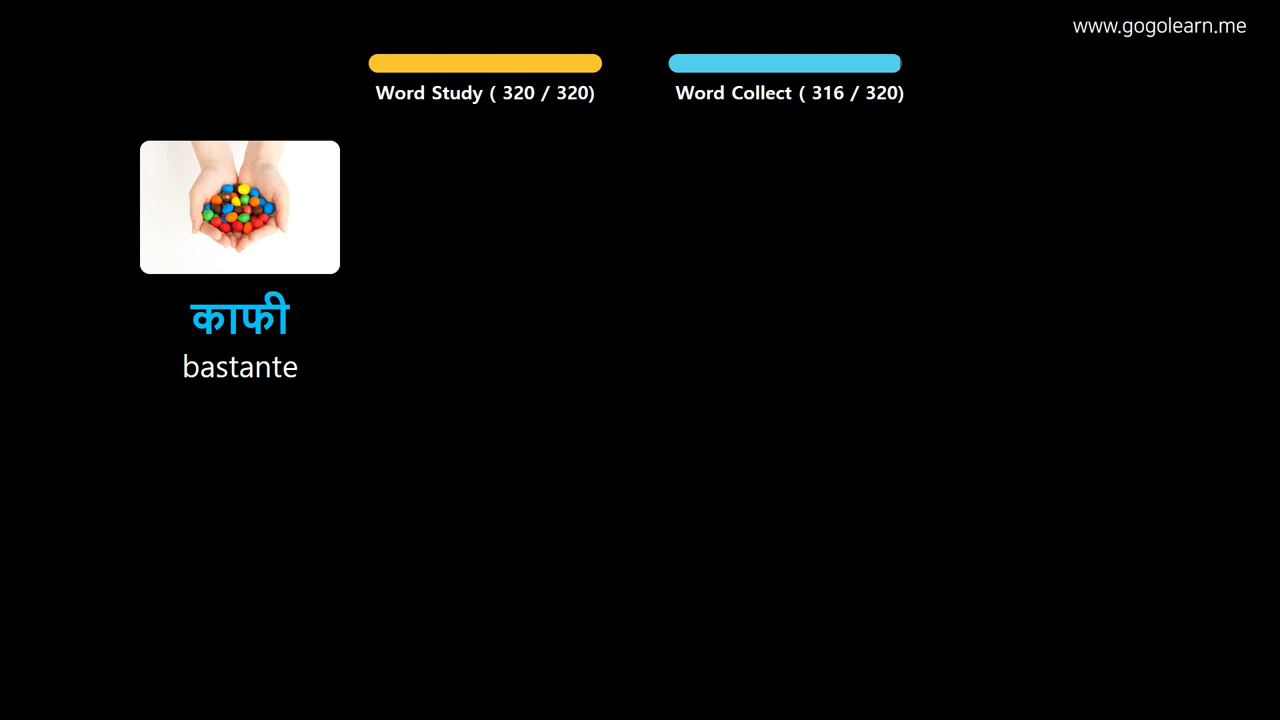 www.gogolearn.me
Word Study ( 320 / 320)
Word Collect ( 316 / 320)
काफी
bastante